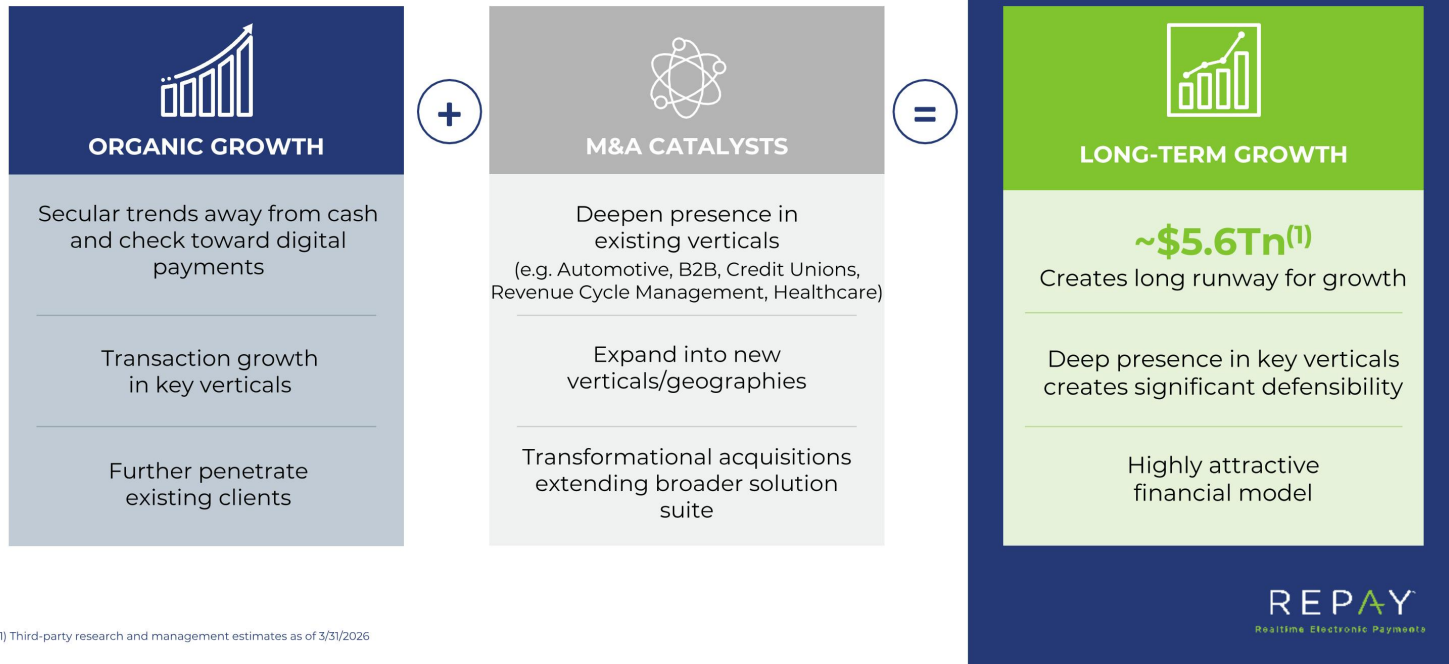 ORGANIC GROWTH
Secular trends away from cash
and check toward digital
payments
Transaction growth
in key verticals
Further penetrate
existing clients
+
M&A CATALYSTS
Deepen presence in
existing verticals
(e.g. Automotive, B2B, Credit Unions,
Revenue Cycle Management, Healthcare)
Expand into new
verticals/geographies
Transformational acquisitions
extending broader solution
suite
=
LONG-TERM GROWTH
~$5.6Tn(1)
Creates long runway for growth
Deep presence in key verticals
creates significant defensibility
Highly attractive
financial model
1) Third-party research and management estimates as of 3/31/2026
REPAY
Realtime Electronic Payments